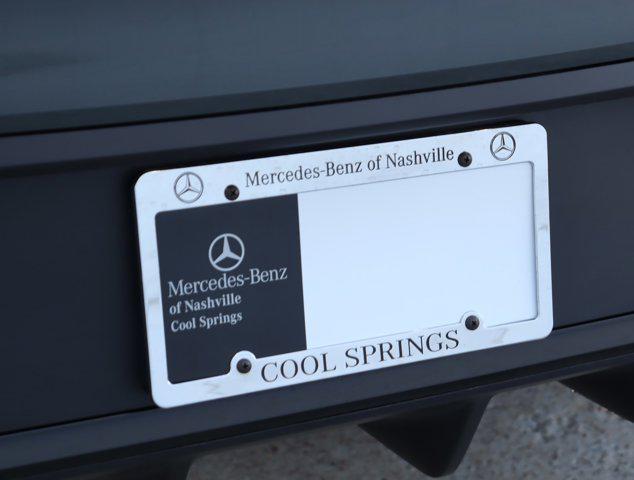 Mercedes-Benz of Nashville
Mercedes-Benz
of Nashville
Cool Springs
COOL SPRINGS